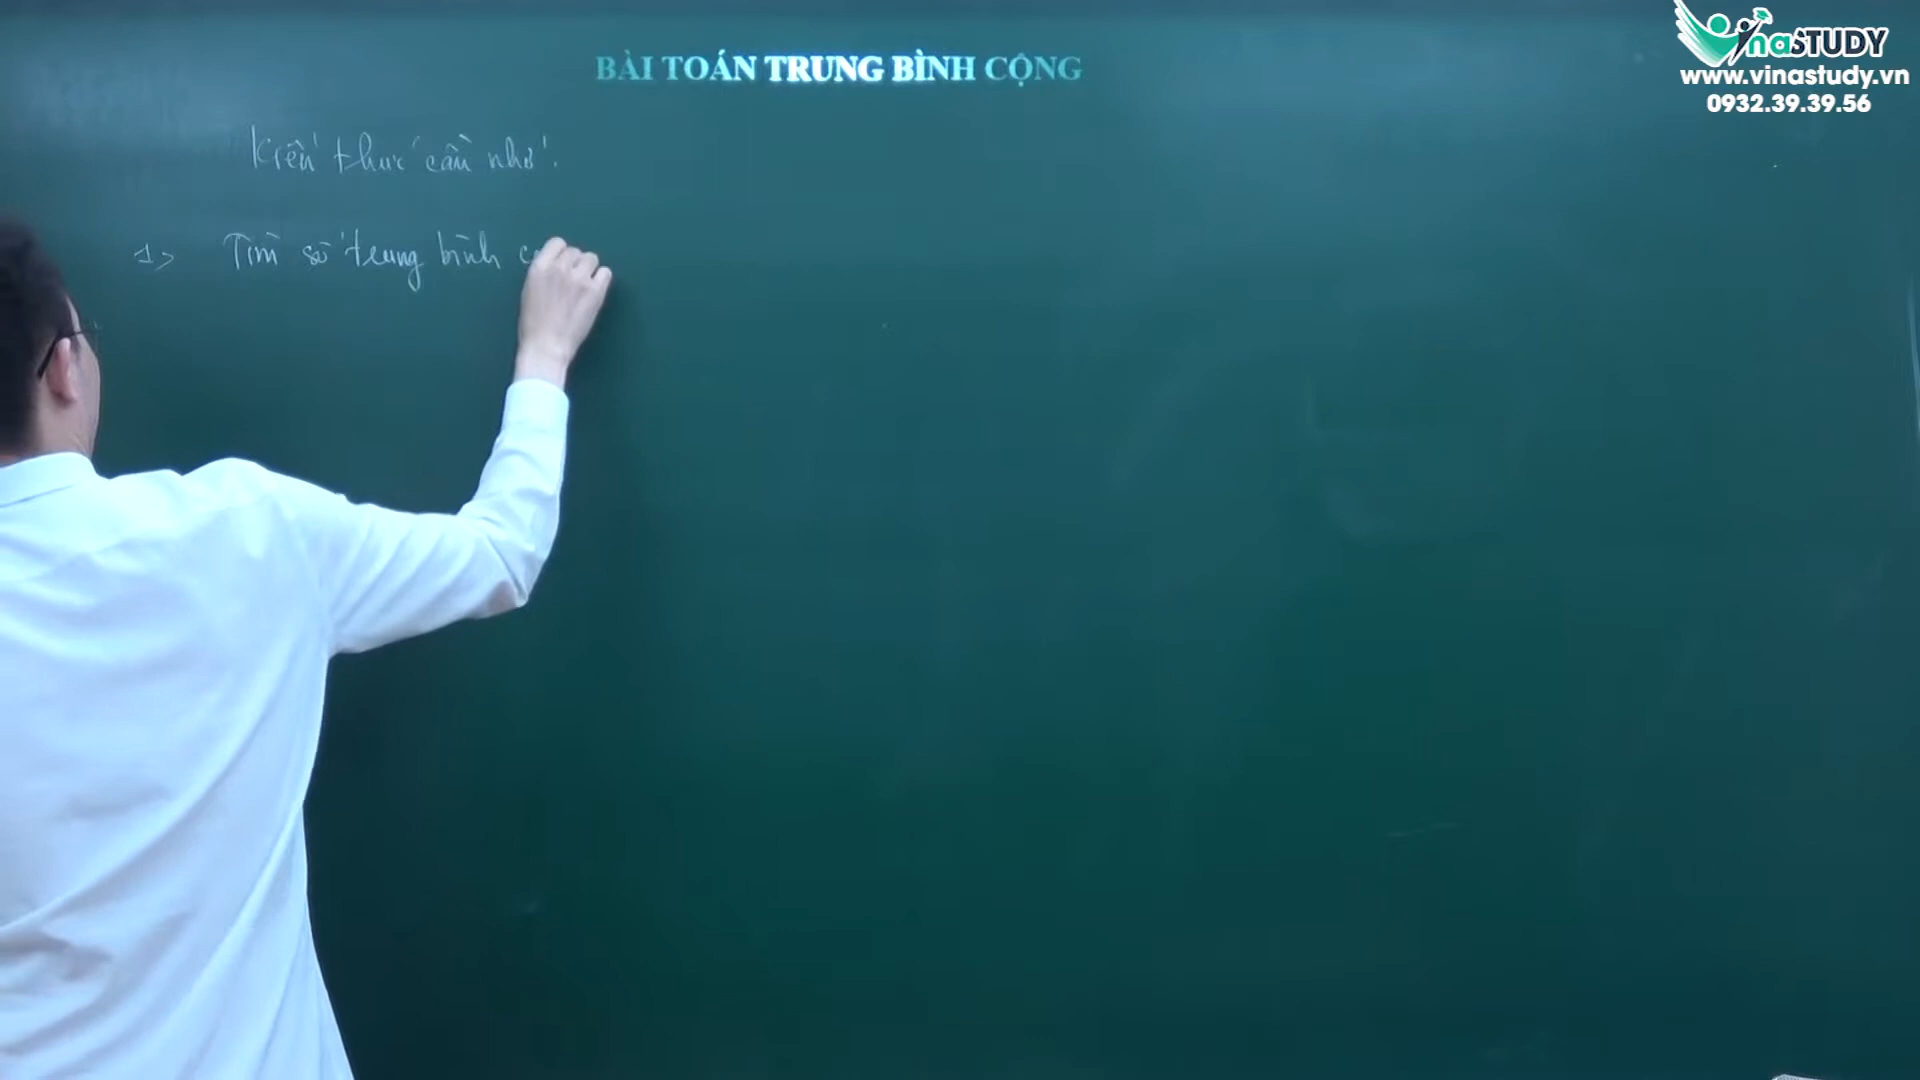 BÀI TOÁN TRUNG BÌNH CỘNG
VinaSTUDY
www.vinastudy.vn
0932.39.39.56
Kiến thức cần nhớ.
1> Tìm số trung bình